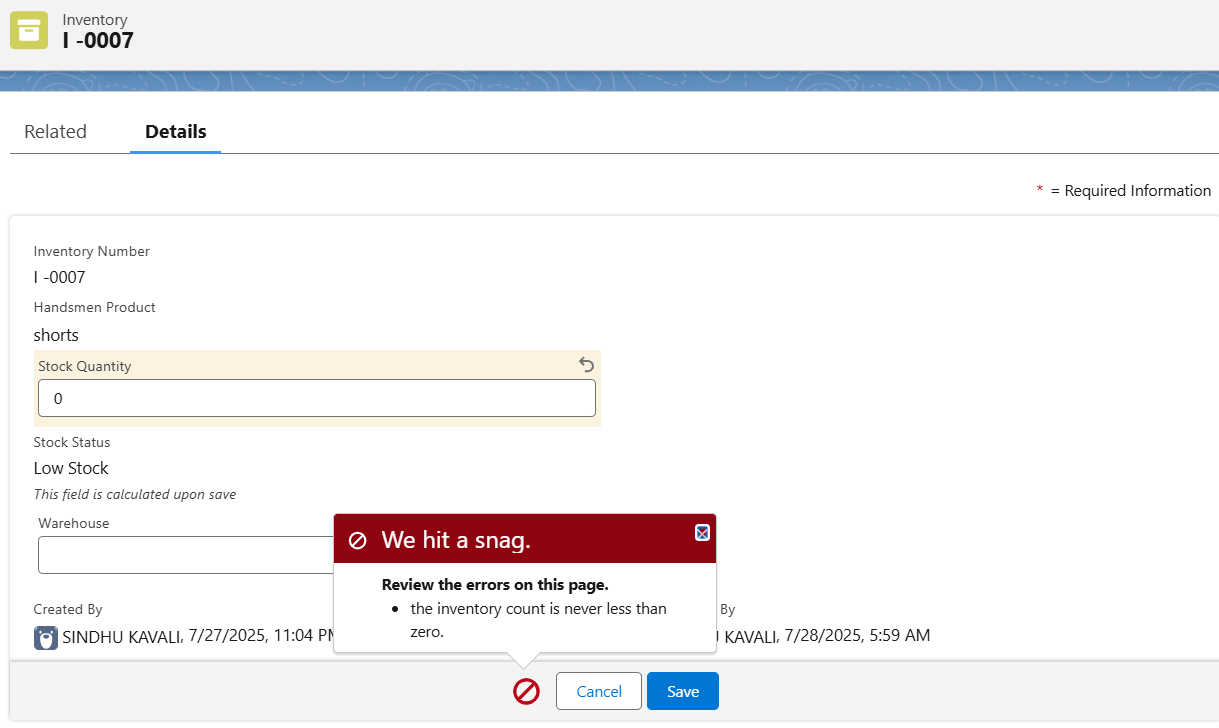 Inventory
I -0007
Related
Details
* = Required Information
Inventory Number
I -0007
Handsmen Product
shorts
Stock Quantity
0
Stock Status
Low Stock
This field is calculated upon save
Warehouse
We hit a snag.
Review the errors on this page.
• the inventory count is never less than
zero.
Created By
By
SINDHU KAVALI, 7/27/2025, 11:04 PM
KAVALI, 7/28/2025, 5:59 AM
Cancel
Save